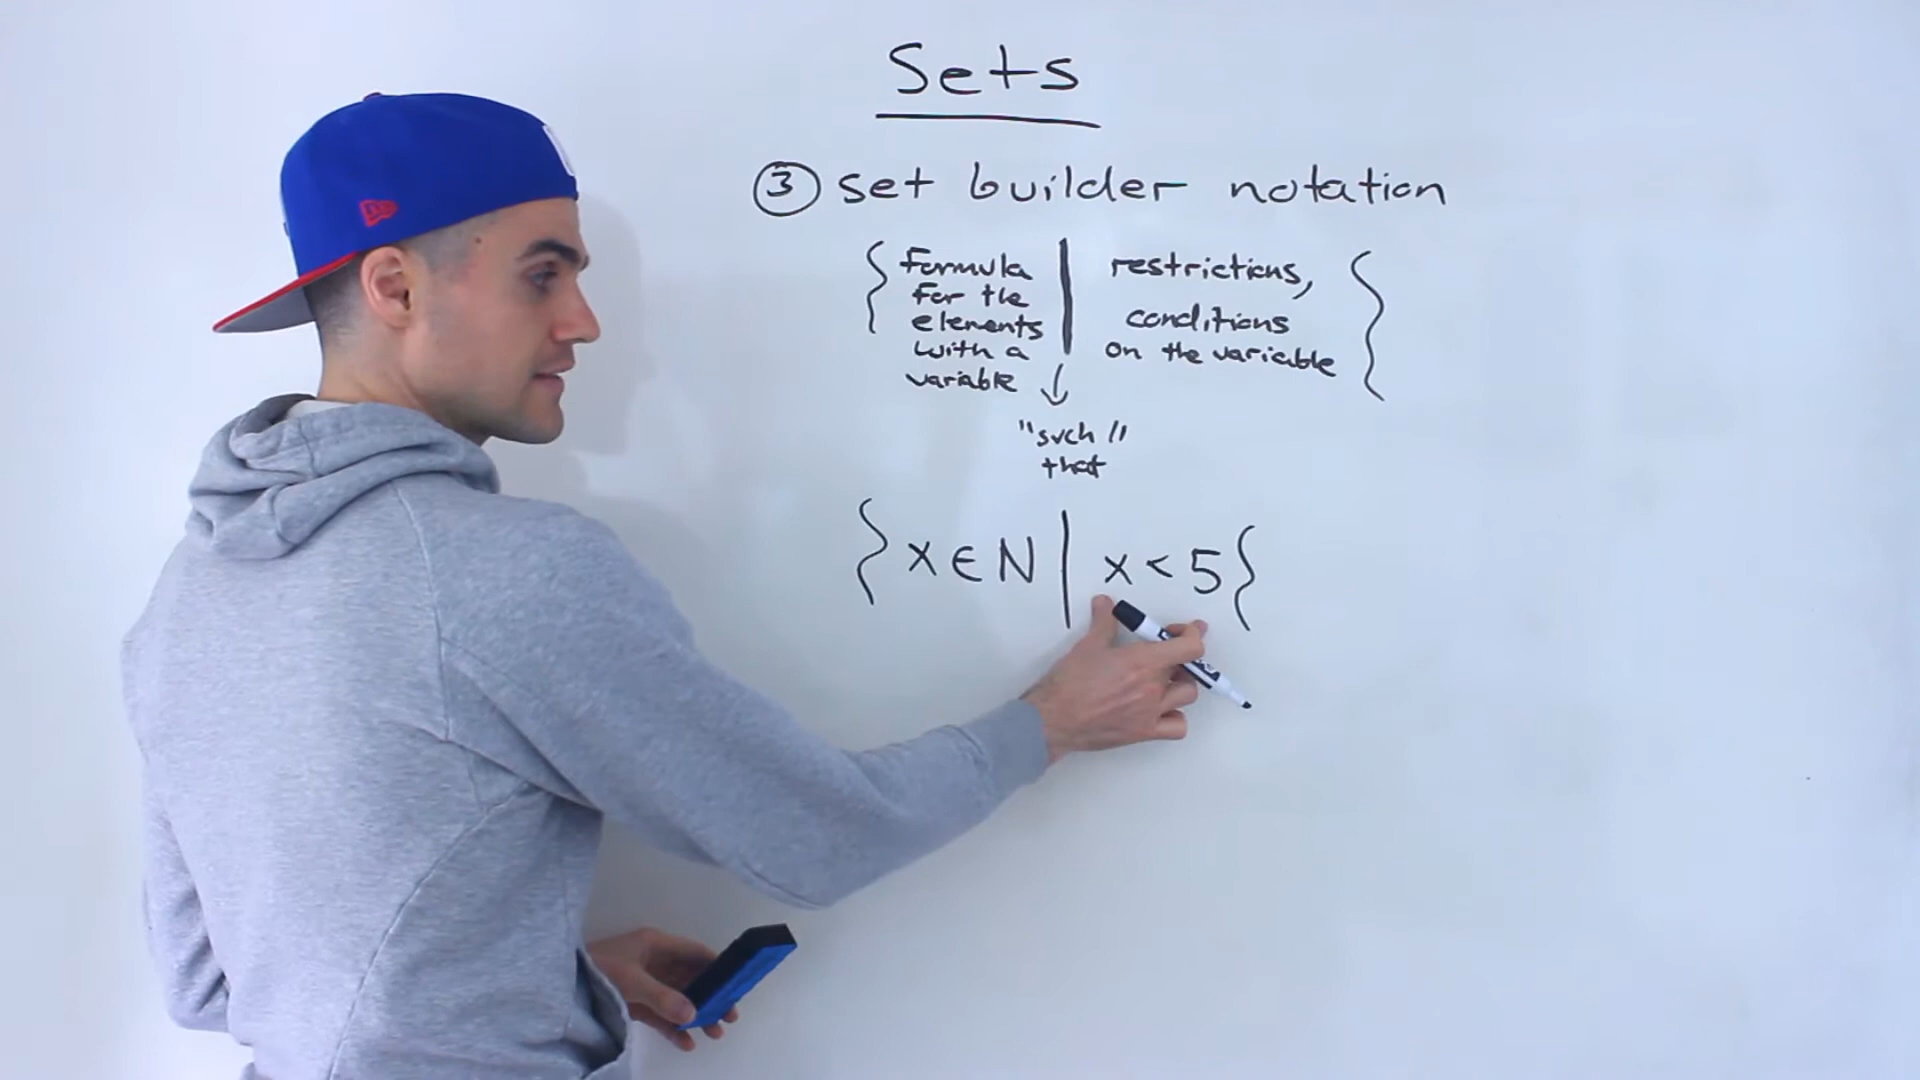 Sets
③ set builder notation
{ formula | restrictions, }
for the
elements conditions
with a on the variable
variable ↓
"such"
that
{ x ∈ N | x < 5 }